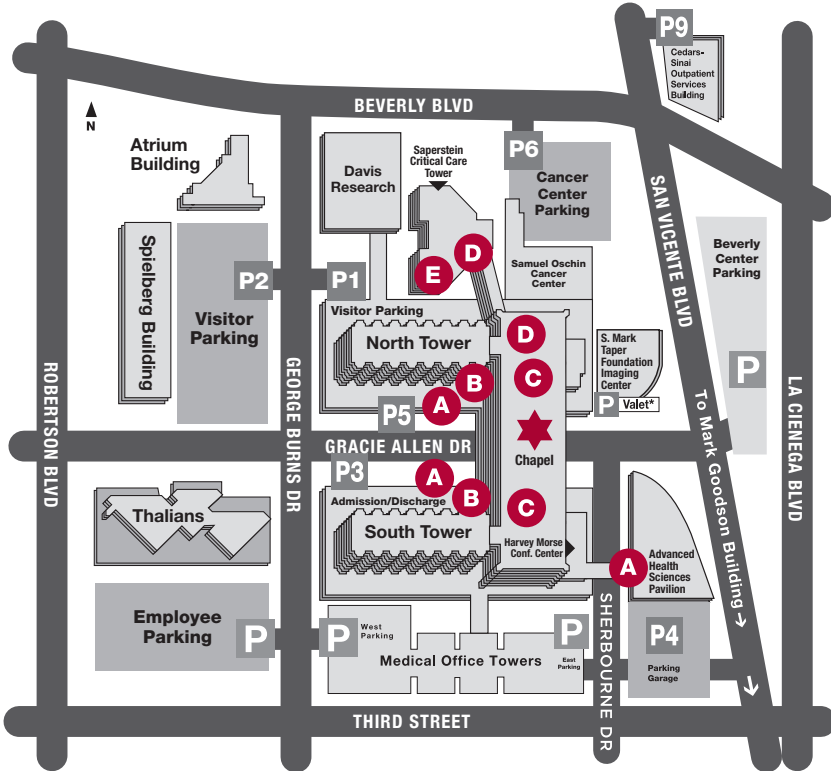 P9
Cedars-
Sinai
Outpatient
Services
Building
BEVERLY BLVD
N
Atrium
Building
Davis
Research
Saperstein
Critical Care
Tower
P6
Cancer
Center
Parking
SAN VICENTE BLVD
Spielberg Building
P2
P1
Visitor
Parking
E
D
Samuel Oschin
Cancer
Center
Beverly
Center
Parking
P
Visitor Parking
North Tower
D
C
B
A
P5
S. Mark
Taper
Foundation
Imaging
Center
P
Valet*
ROBERTSON BLVD
GEORGE BURNS DR
LA CIENEGA BLVD
To Mark Goodson Building →
GRACIE ALLEN DR
Chapel
P3
A
B
C
Admission/Discharge
South Tower
Harvey Morse
Conf. Center
Thalians
A
Advanced
Health
Sciences
Pavilion
Employee
Parking
P
P
West
Parking
Medical Office Towers
P
East
Parking
SHERBOURNE DR
P4
Parking
Garage
THIRD STREET